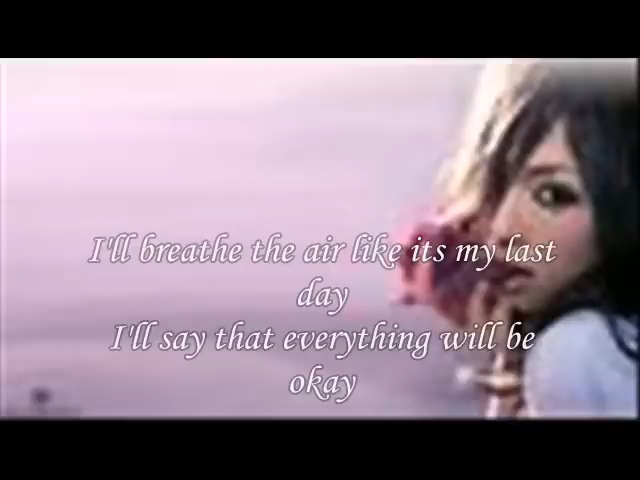 I'll breathe the air like its my last
day
I'll say that everything will be
okay